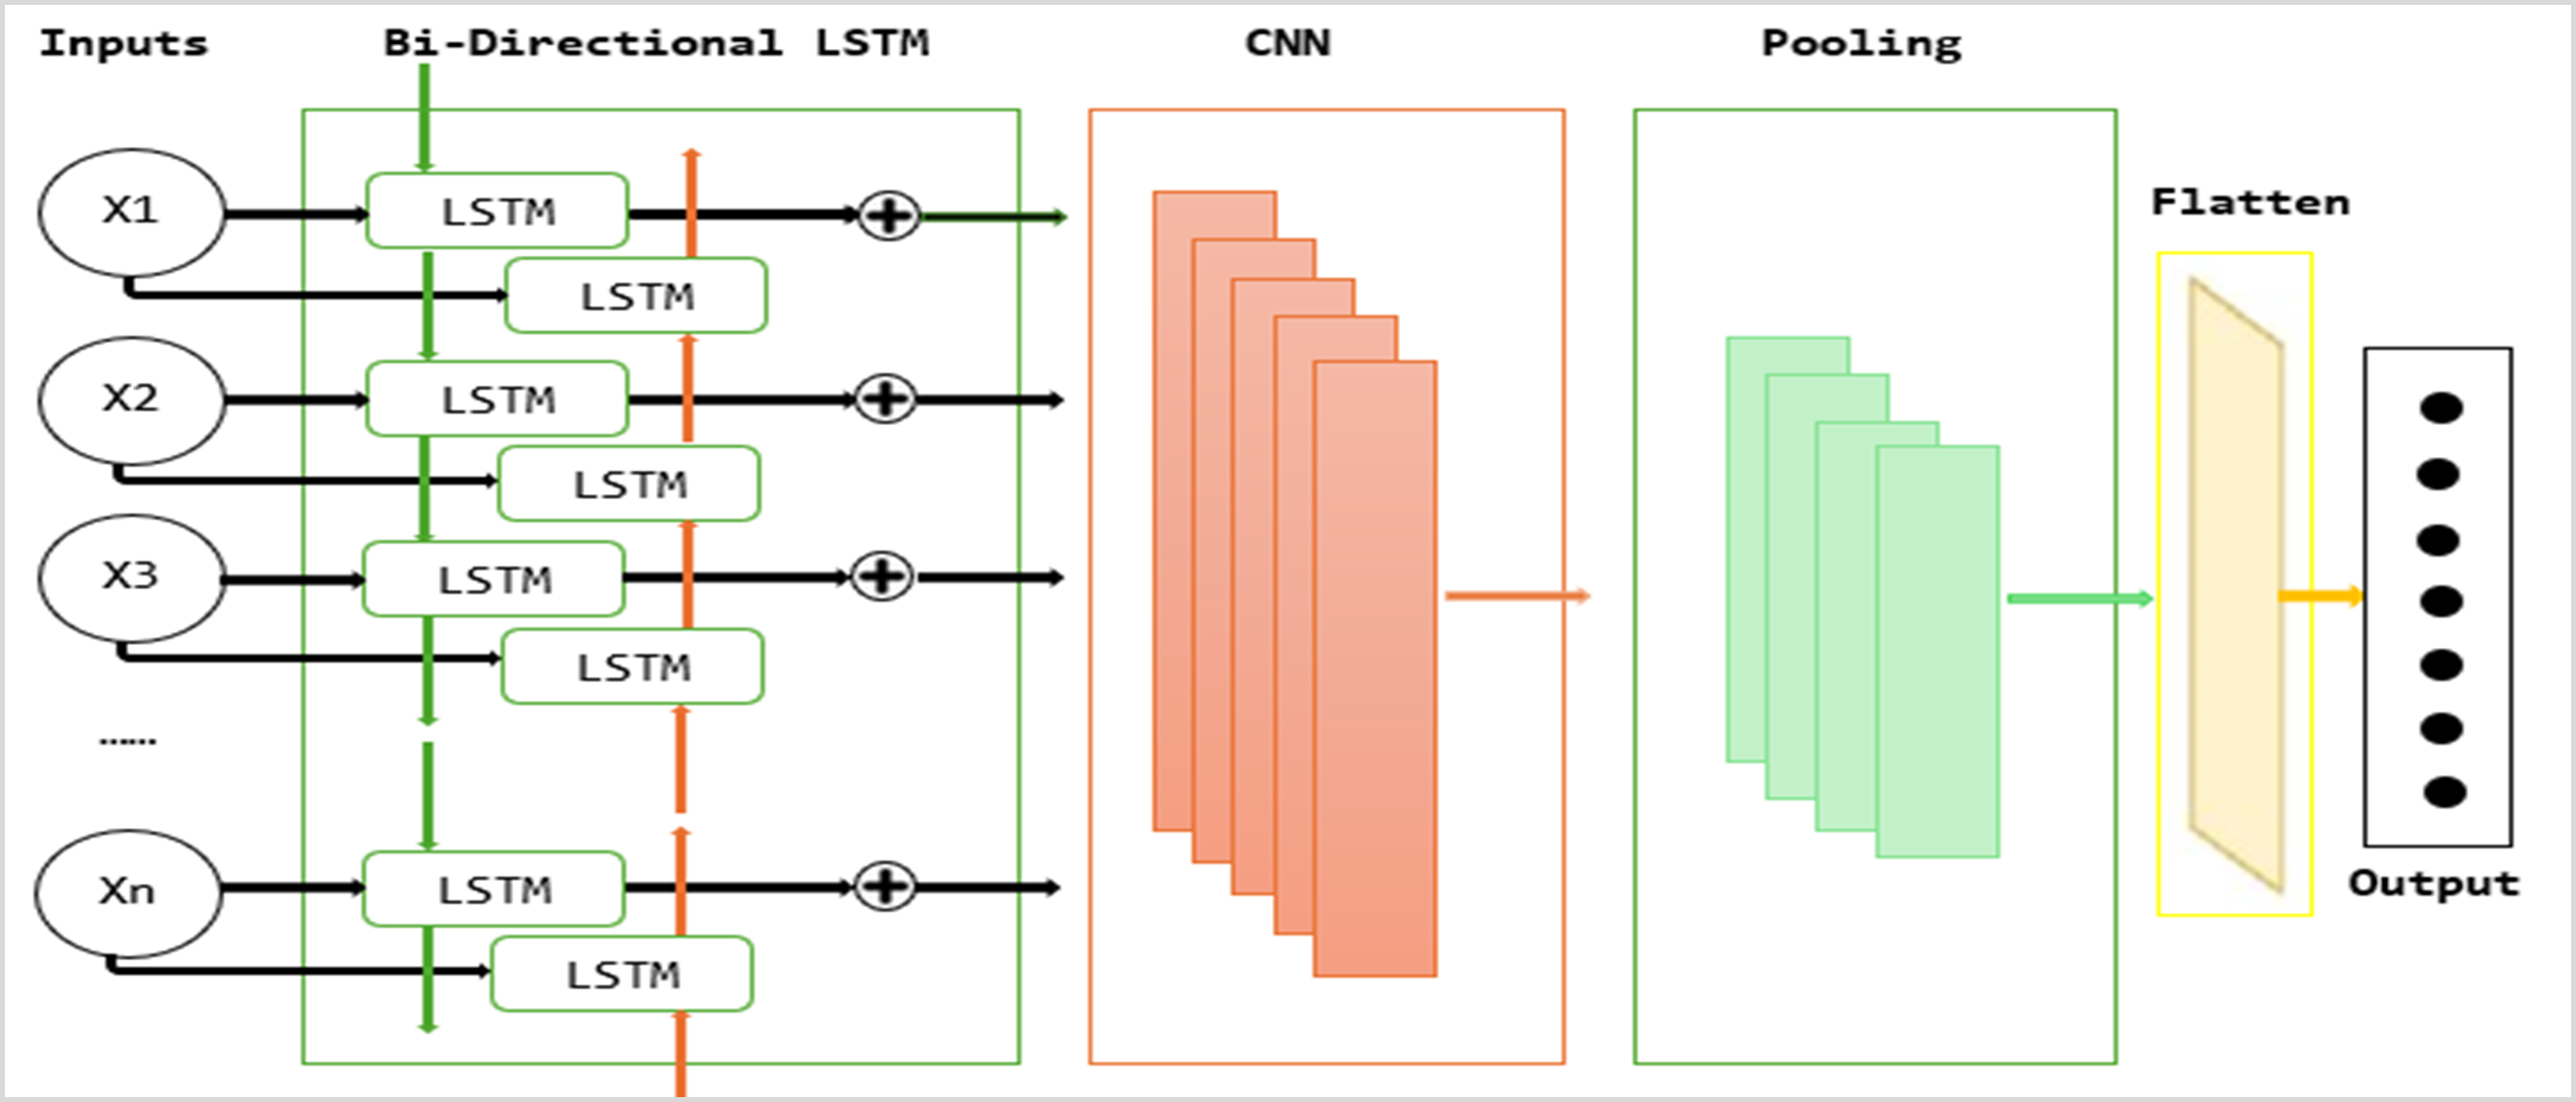 Inputs
Bi-Directional LSTM
CNN
Pooling
Flatten
Output
X1
LSTM
LSTM
X2
LSTM
LSTM
X3
LSTM
LSTM
......
Xn
LSTM
LSTM